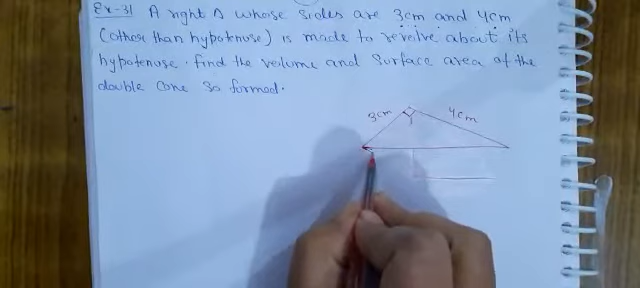 Ex-31 A right Δ whose sides are 3cm and 4cm
(other than hypotenuse) is made to revolve about its
hypotenuse. find the volume and surface area of the
double cone so formed.
3cm 4cm